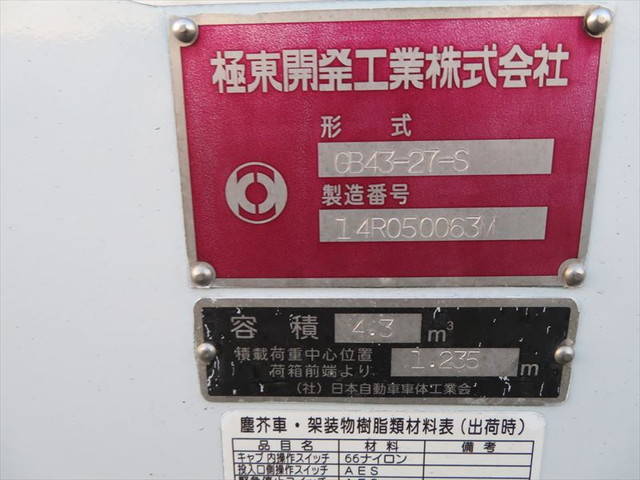 極東開発工業株式会社
形 式
GB43-27-S
製造番号
14R050063M
容 積 4.3 m³
積載荷重中心位置
荷箱前端より 1.235 m
(社)日本自動車車体工業会
塵芥車・架装物樹脂類材料表(出荷時)
品目名 材料 備考
キャブ内操作スイッチ 66ナイロン
投入口側操作スイッチ AES